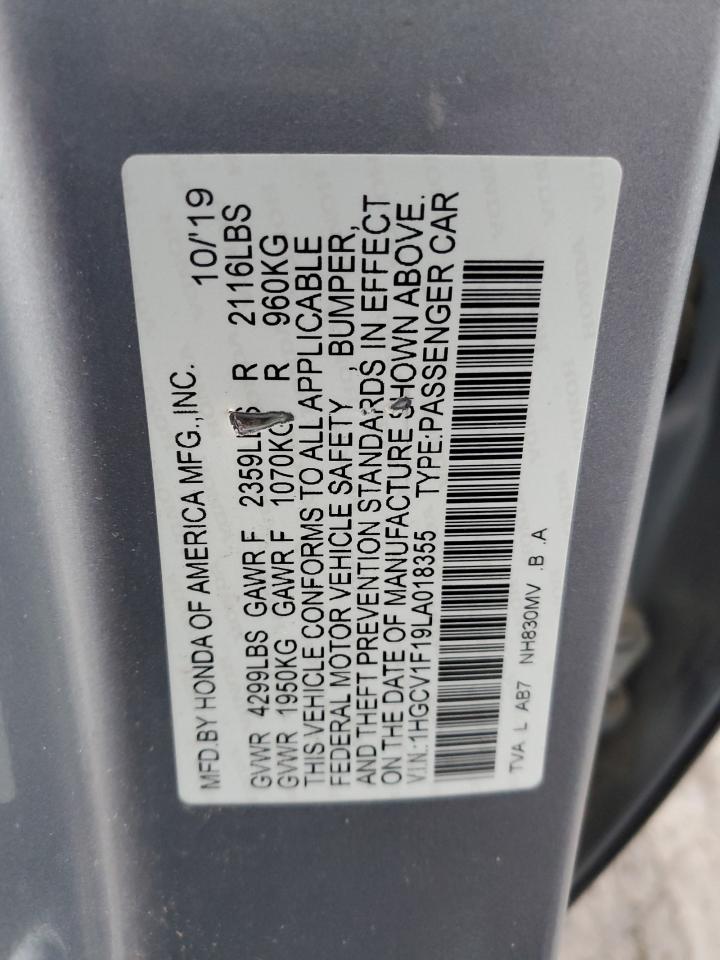 MFD.BY HONDA OF AMERICA MFG.,INC. 10/'19
GVWR 4299LBS GAWR F 2359LBS R 2116LBS
GVWR 1950KG GAWR F 1070KG R 960KG
THIS VEHICLE CONFORMS TO ALL APPLICABLE
FEDERAL MOTOR VEHICLE SAFETY , BUMPER,
AND THEFT PREVENTION STANDARDS IN EFFECT
ON THE DATE OF MANUFACTURE SHOWN ABOVE.
V.I.N.:1HGCV1F19LA018355 TYPE:PASSENGER CAR
TVA L AB7 NH830MV .B .A